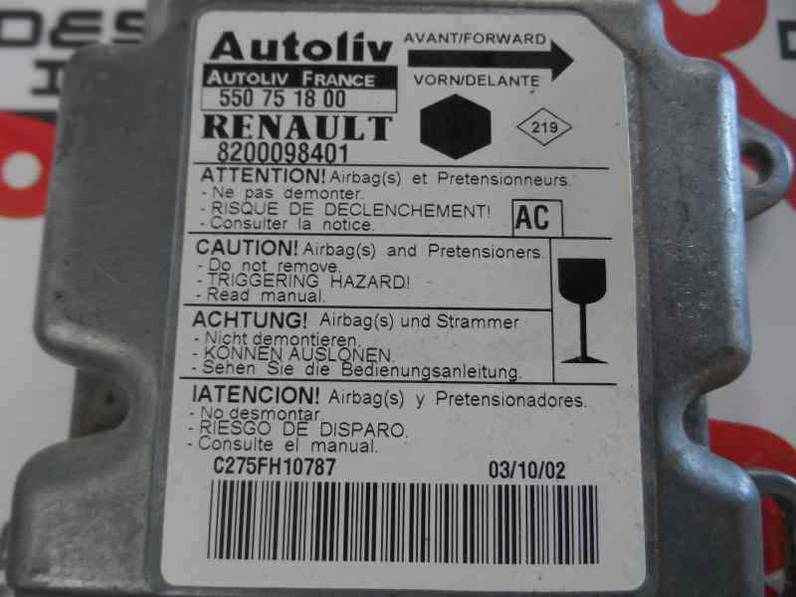 Autoliv
AVANT/FORWARD
AUTOLIV FRANCE
VORN/DELANTE
550 75 18 00
RENAULT
219
8200098401
ATTENTION! Airbag(s) et Pretensionneurs.
- Ne pas demonter.
- RISQUE DE DECLENCHEMENT!
- Consulter la notice.
AC
CAUTION! Airbag(s) and Pretensioners.
- Do not remove.
- TRIGGERING HAZARD!
- Read manual.
ACHTUNG! Airbag(s) und Strammer
- Nicht demontieren.
- KONNEN AUSLONEN.
- Sehen Sie die Bedienungsanleitung.
IATENCION! Airbag(s) y Pretensionadores.
- No desmontar.
- RIESGO DE DISPARO.
- Consulte el manual.
C275FH10787 03/10/02